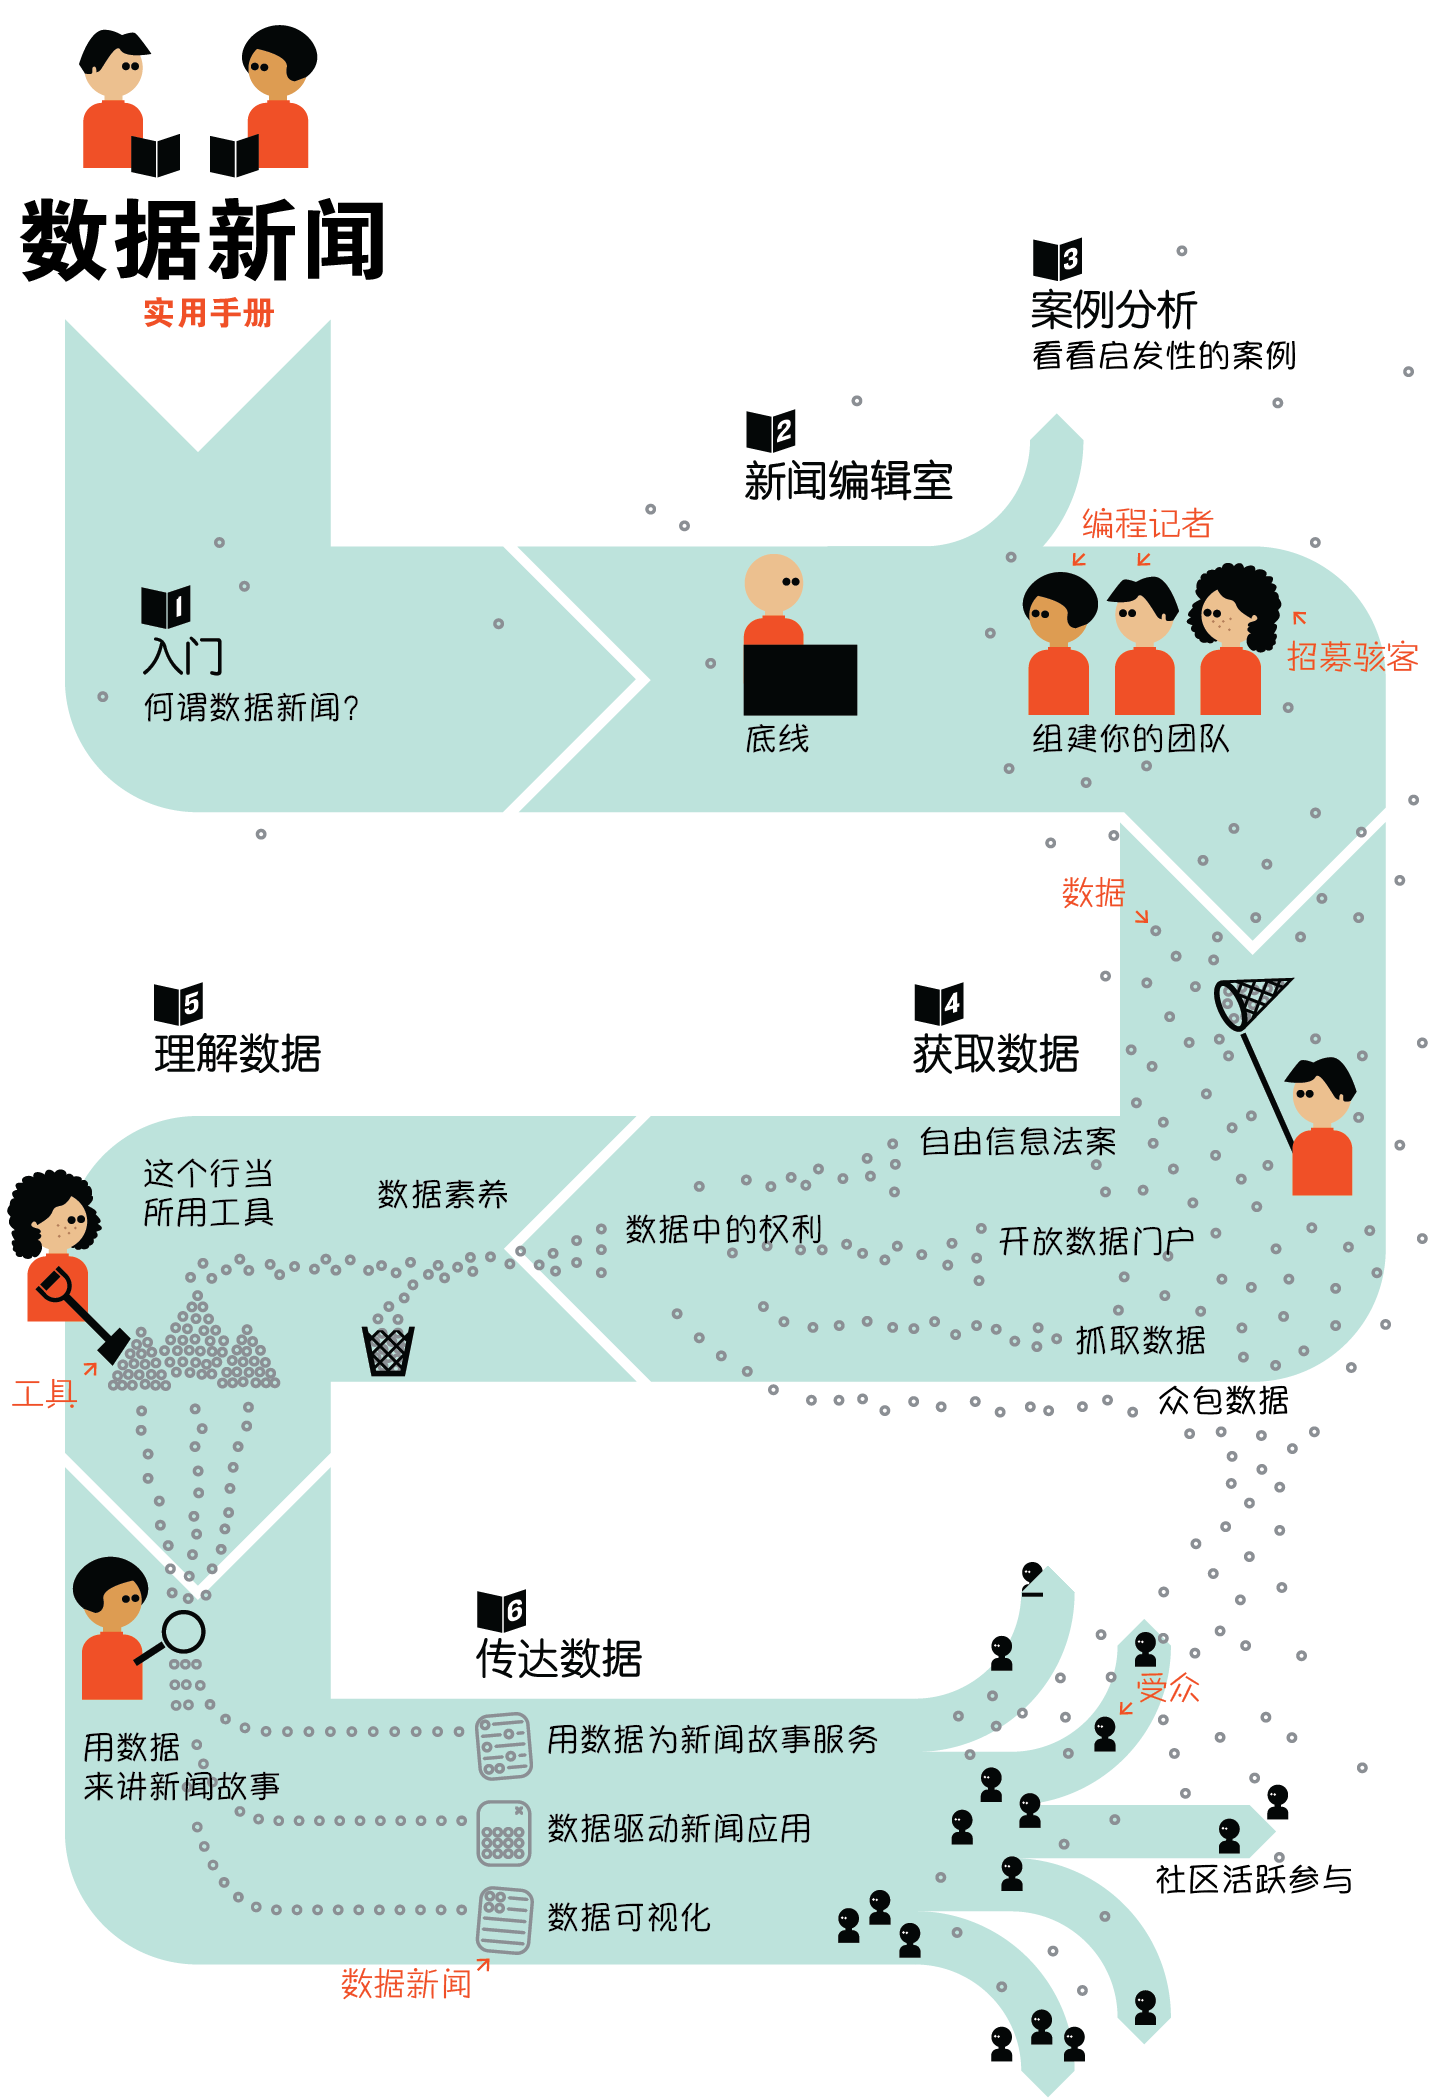 数据新闻
实用手册
1
入门
何谓数据新闻?
2
新闻编辑室
底线
3
案例分析
看看启发性的案例
编程记者
招募骇客
组建你的团队
数据
4
获取数据
自由信息法案
数据中的权利
开放数据门户
抓取数据
众包数据
5
理解数据
这个行当
所用工具
数据素养
工具
用数据
来讲新闻故事
6
传达数据
用数据为新闻故事服务
数据驱动新闻应用
数据可视化
数据新闻
受众
社区活跃参与